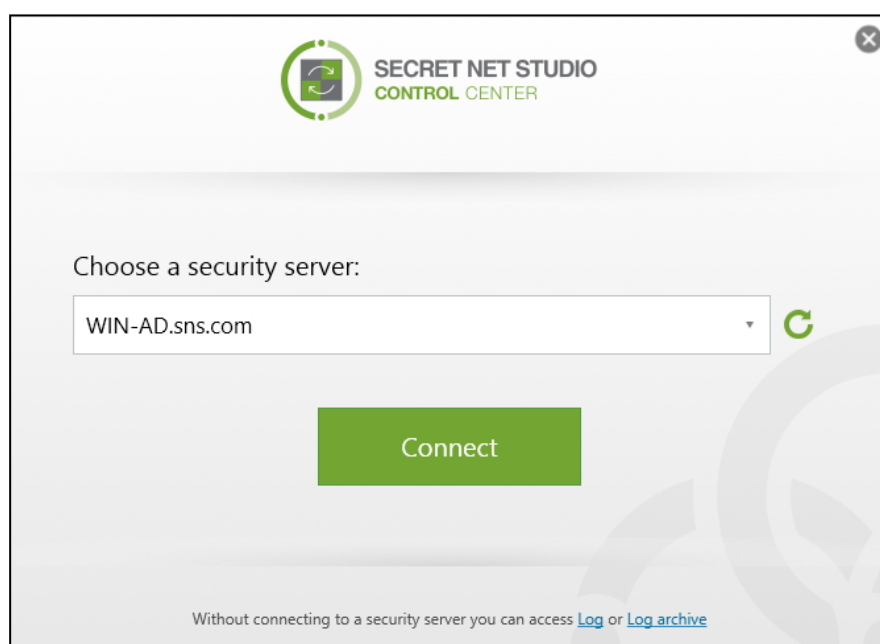 SECRET NET STUDIO
CONTROL CENTER
Choose a security server:
WIN-AD.sns.com
Connect
Without connecting to a security server you can access Log or Log archive